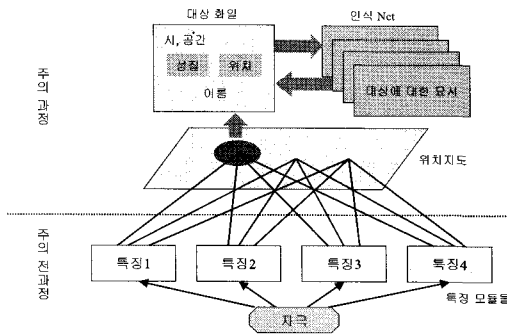 대상 화일
인식 Net
시, 공간
성질
위치
이름
대상에 대한 묘사
주의 과정
위치지도
주의 전과정
특징1
특징2
특징3
특징4
특징 모듈들
자극